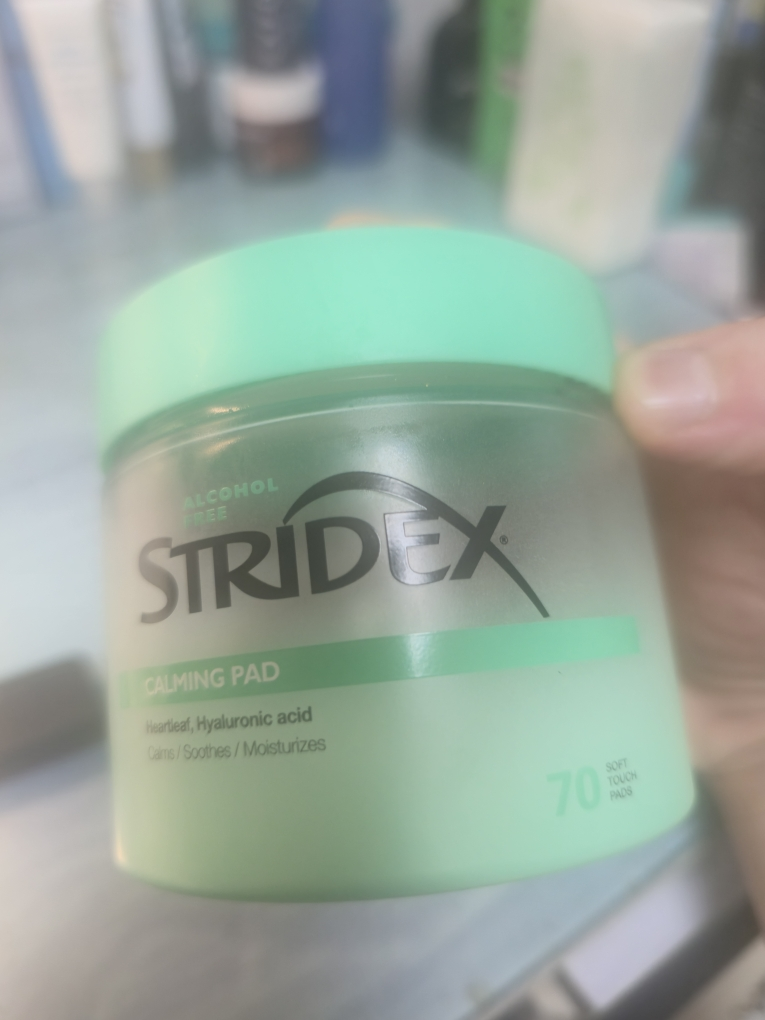 ALCOHOL
FREE
STRIDEX®
CALMING PAD
Heartleaf, Hyaluronic acid
Calms / Soothes / Moisturizes
70 SOFT
TOUCH
PADS